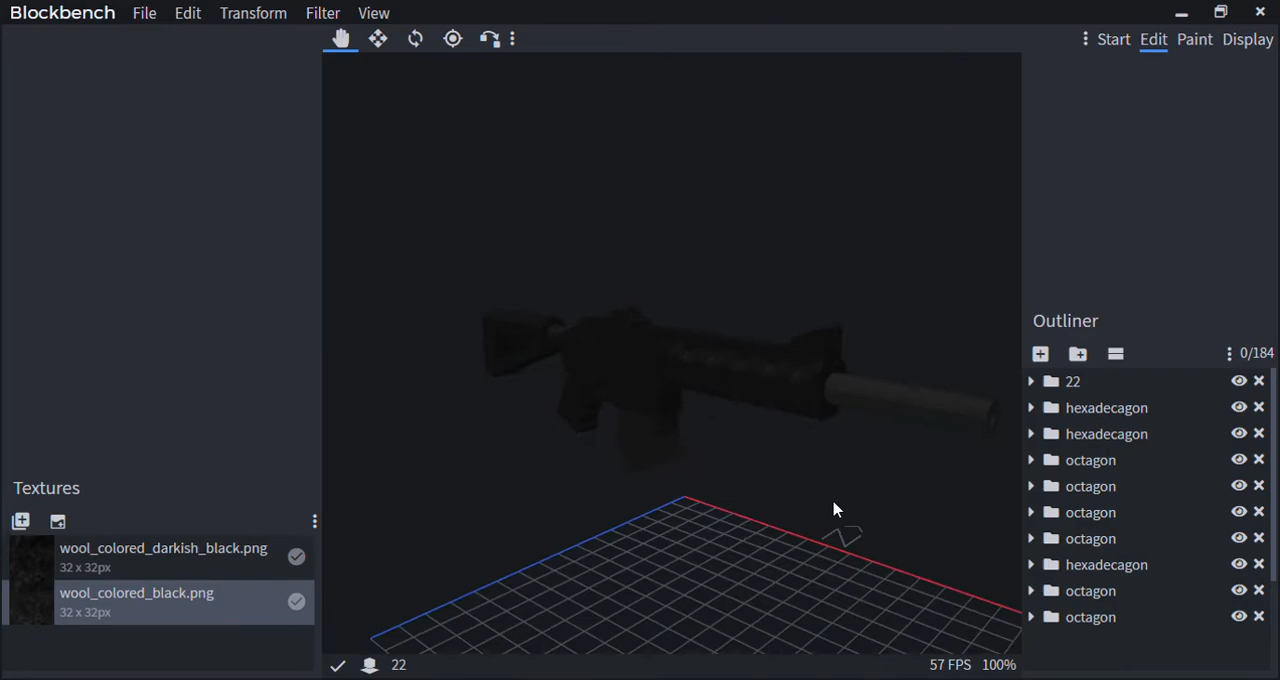 Blockbench File Edit Transform Filter View
Start Edit Paint Display
Outliner
0/184
22
hexadecagon
hexadecagon
octagon
octagon
octagon
octagon
hexadecagon
octagon
octagon
Textures
wool_colored_darkish_black.png
32 x 32px
wool_colored_black.png
32 x 32px
22
57 FPS 100%